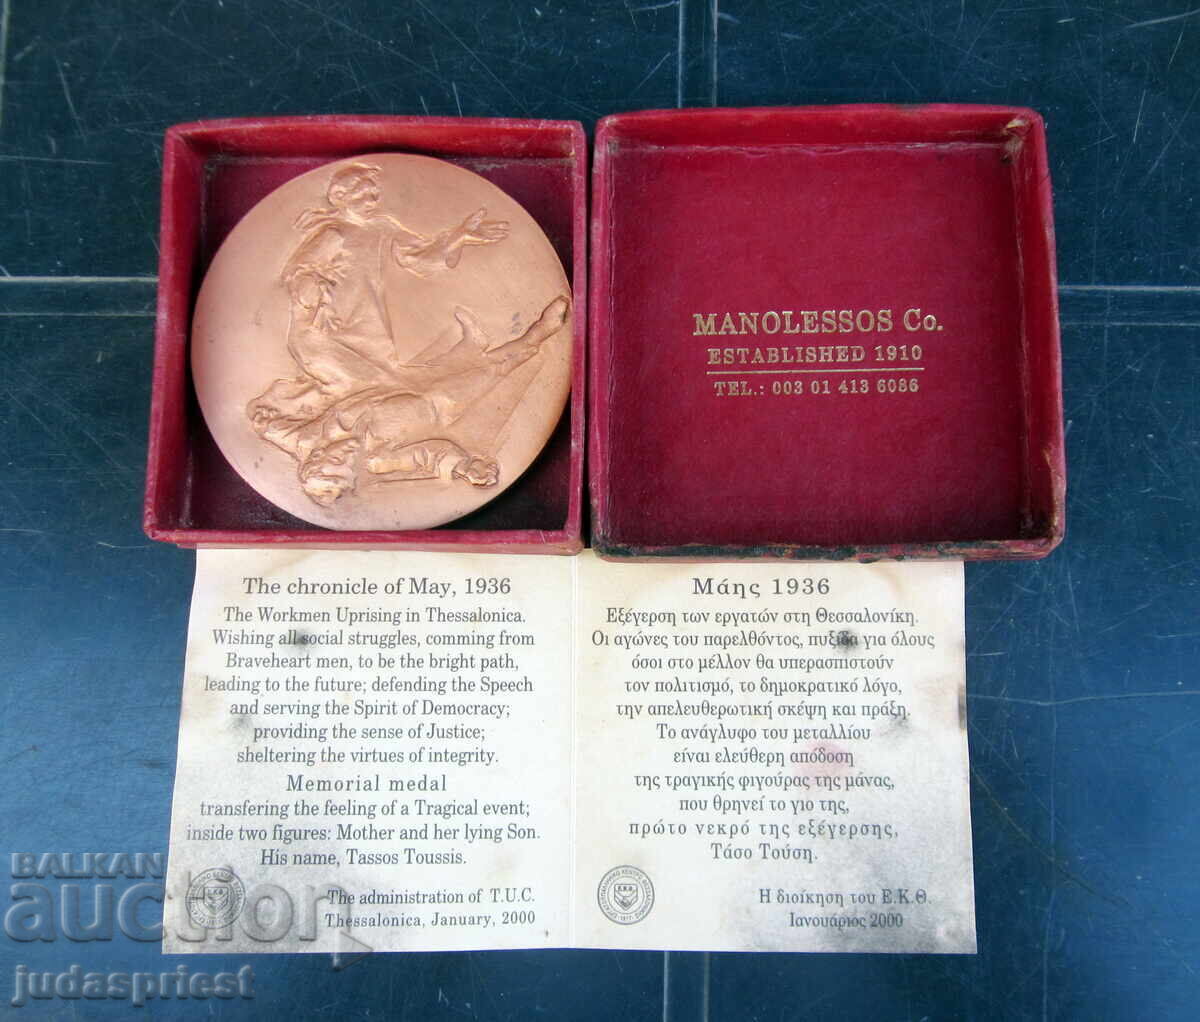 MANOLESSOS Co.
ESTABLISHED 1910
TEL.: 003 01 413 6086
The chronicle of May, 1936
The Workmen Uprising in Thessalonica.
Wishing all social struggles, comming from
Braveheart men, to be the bright path,
leading to the future; defending the Speech
and serving the Spirit of Democracy;
providing the sense of Justice;
sheltering the virtues of integrity.
Memorial medal
transfering the feeling of a Tragical event;
inside two figures: Mother and her lying Son.
His name, Tassos Toussis.
The administration of T.U.C.
Thessalonica, January, 2000
Μάης 1936
Εξέγερση των εργατών στη Θεσσαλονίκη.
Οι αγώνες του παρελθόντος, πυξίδα για όλους
όσοι στο μέλλον θα υπερασπιστούν
τον πολιτισμό, το δημοκρατικό λόγο,
την απελευθερωτική σκέψη και πράξη.
Το ανάγλυφο του μεταλλίου
είναι ελεύθερη απόδοση
της τραγικής φιγούρας της μάνας,
που θρηνεί το γιο της,
πρώτο νεκρό της εξέγερσης,
Τάσο Τούση.
Η διοίκηση του Ε.Κ.Θ.
Ιανουάριος 2000
E.K.Θ.
1917
BALKAN
auction
judaspriest